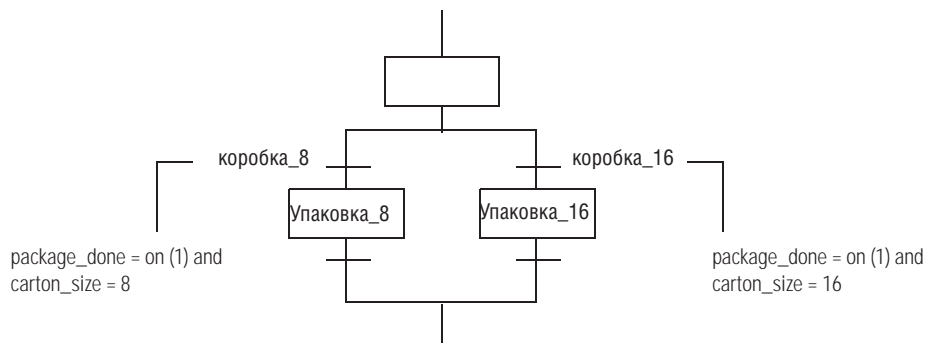 коробка_8
коробка_16
Упаковка_8
Упаковка_16
package_done = on (1) and
carton_size = 8
package_done = on (1) and
carton_size = 16